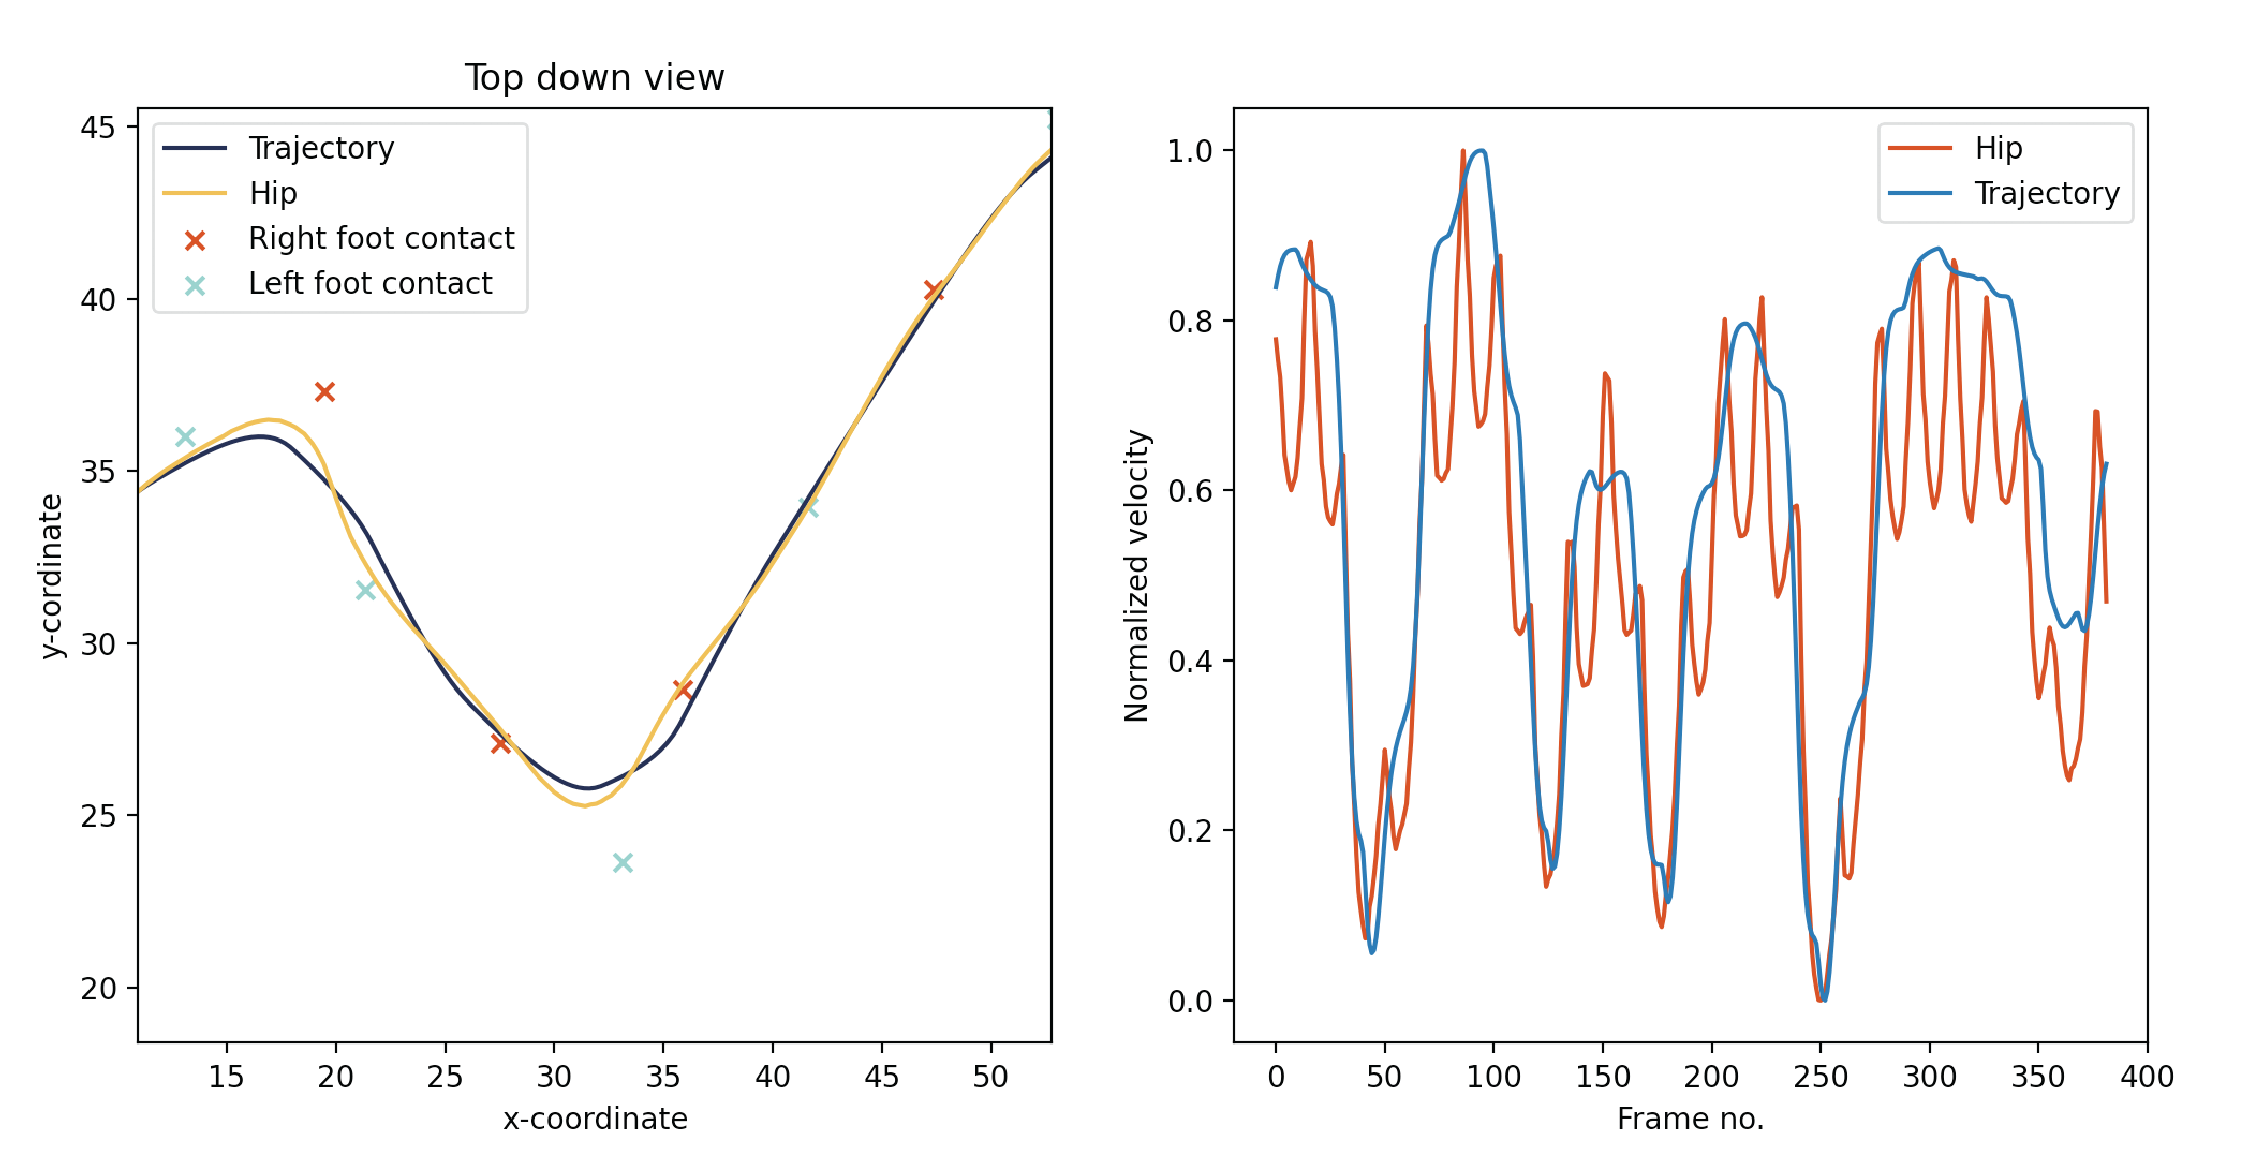 Top down view
Trajectory
Hip
Right foot contact
Left foot contact
45
40
35
30
25
20
y-cordinate
15 20 25 30 35 40 45 50
x-coordinate
Hip
Trajectory
1.0
0.8
0.6
0.4
0.2
0.0
Normalized velocity
0 50 100 150 200 250 300 350 400
Frame no.